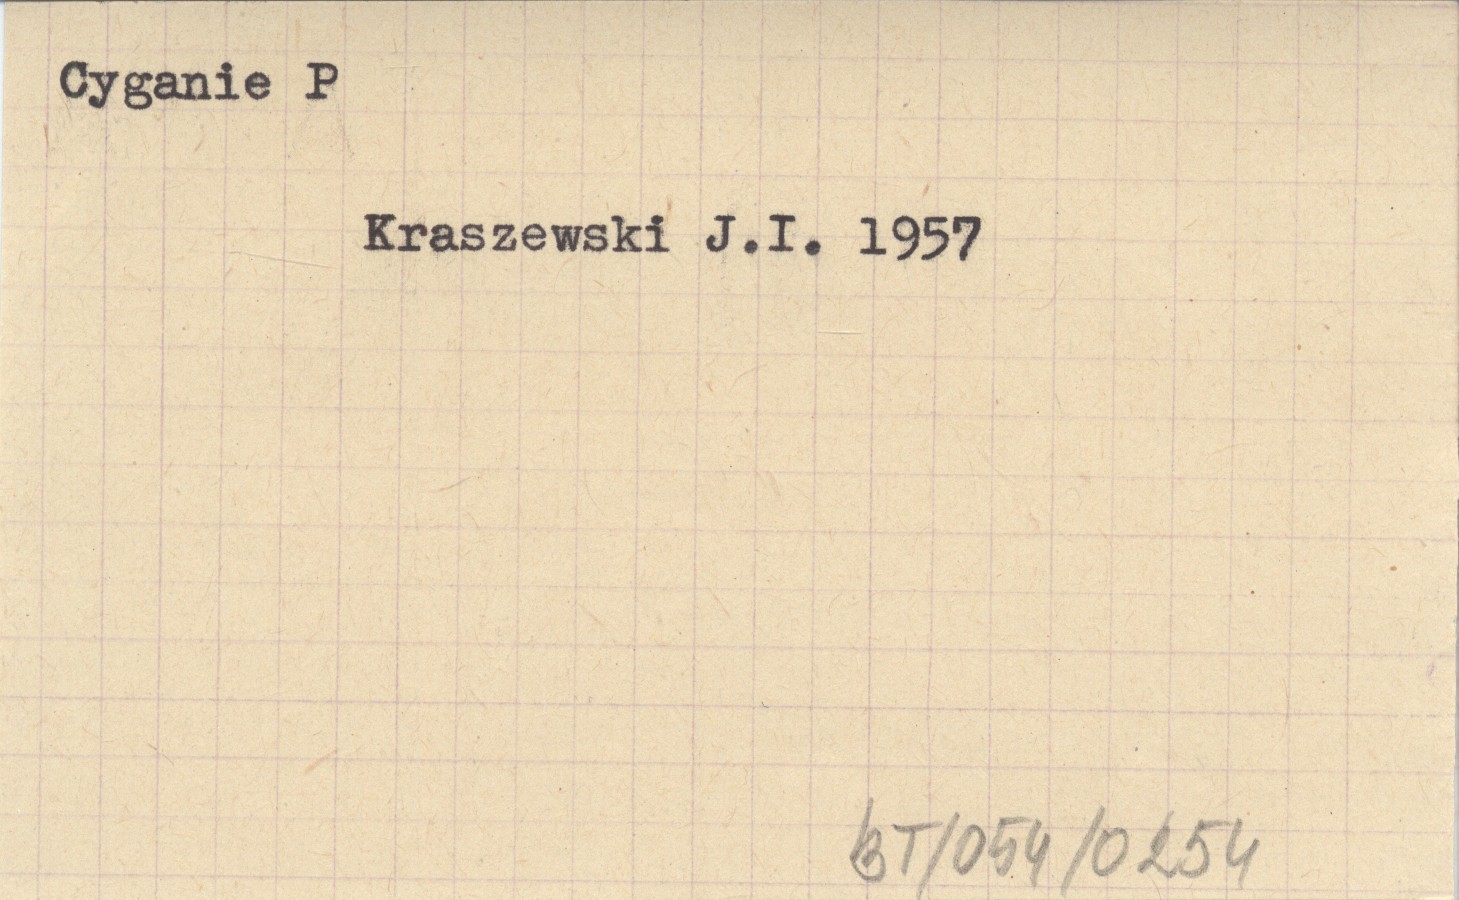 Cyganie P
Kraszewski J.I. 1957
BT/054/0254